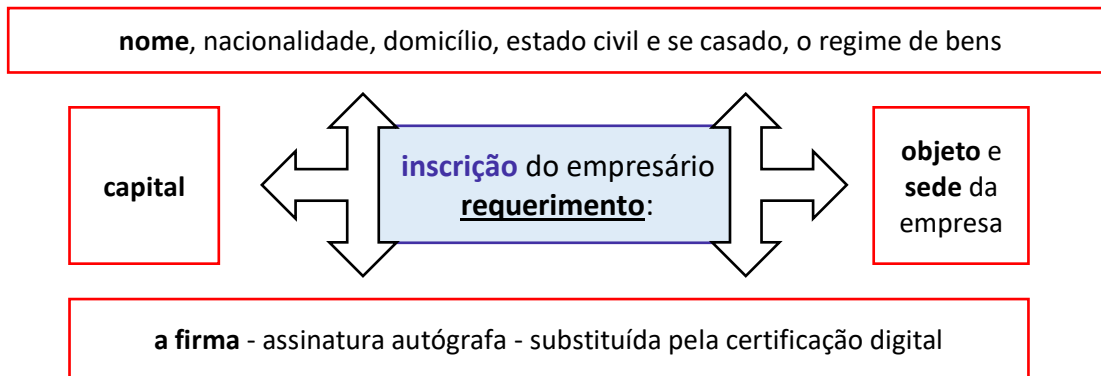 nome, nacionalidade, domicílio, estado civil e se casado, o regime de bens
capital
inscrição do empresário
requerimento:
objeto e
sede da
empresa
a firma - assinatura autógrafa - substituída pela certificação digital